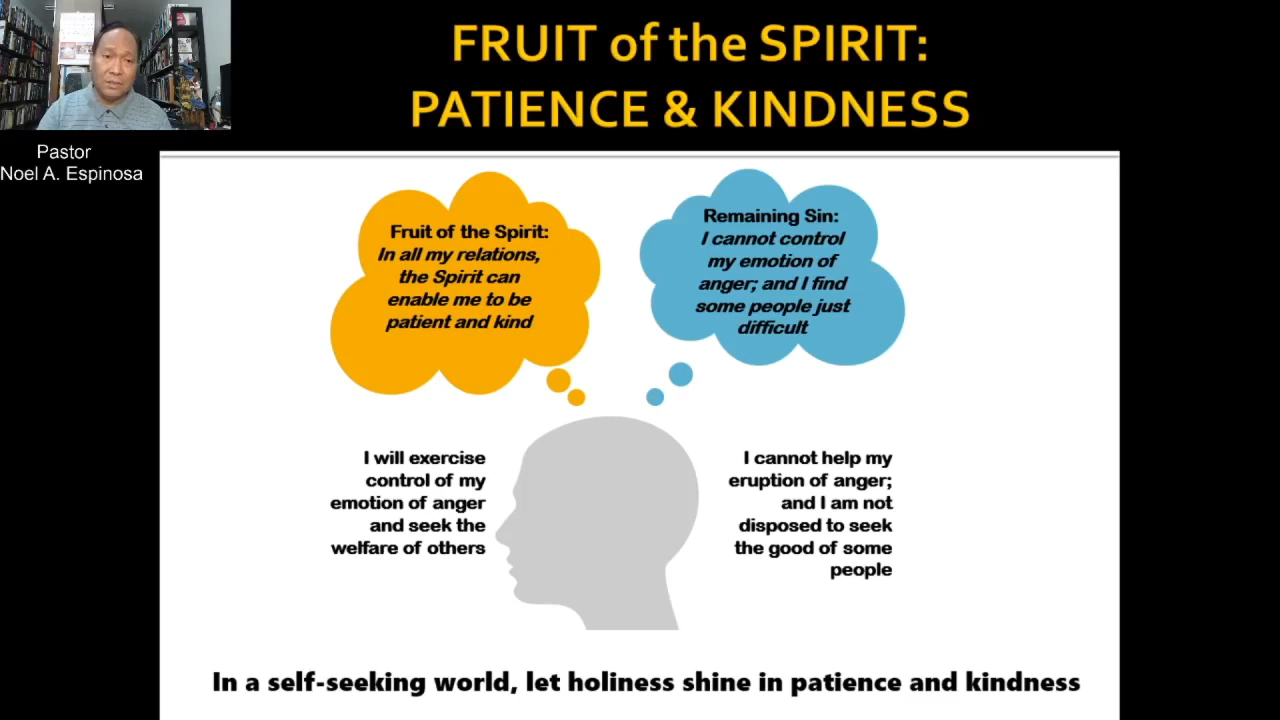 FRUIT of the SPIRIT:
PATIENCE & KINDNESS
Pastor
Noel A. Espinosa
Fruit of the Spirit:
In all my relations,
the Spirit can
enable me to be
patient and kind
Remaining Sin:
I cannot control
my emotion of
anger; and I find
some people just
difficult
I will exercise
control of my
emotion of anger
and seek the
welfare of others
I cannot help my
eruption of anger;
and I am not
disposed to seek
the good of some
people
In a self-seeking world, let holiness shine in patience and kindness